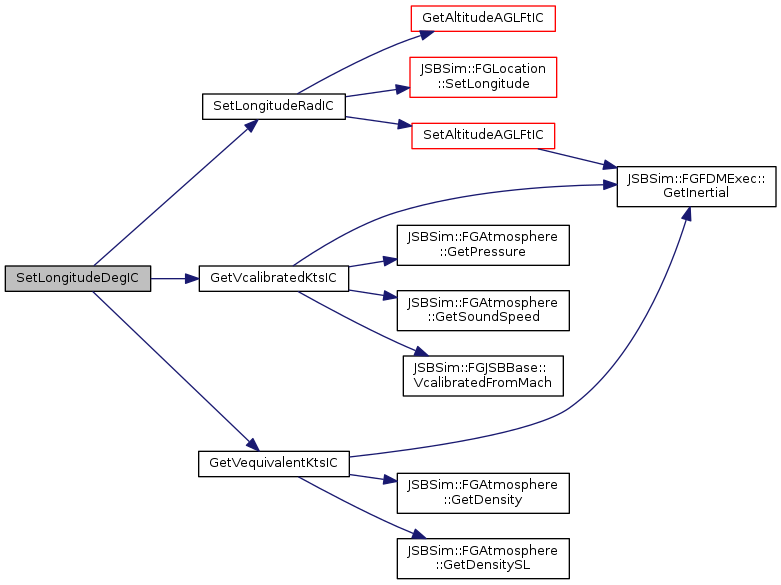 GetAltitudeAGLFtIC
JSBSim::FGLocation
::SetLongitude
SetLongitudeRadIC
SetAltitudeAGLFtIC
JSBSim::FGFDMExec::
GetInertial
JSBSim::FGAtmosphere
::GetPressure
SetLongitudeDegIC
GetVcalibratedKtsIC
JSBSim::FGAtmosphere
::GetSoundSpeed
JSBSim::FGJSBBase::
VcalibratedFromMach
GetVequivalentKtsIC
JSBSim::FGAtmosphere
::GetDensity
JSBSim::FGAtmosphere
::GetDensitySL